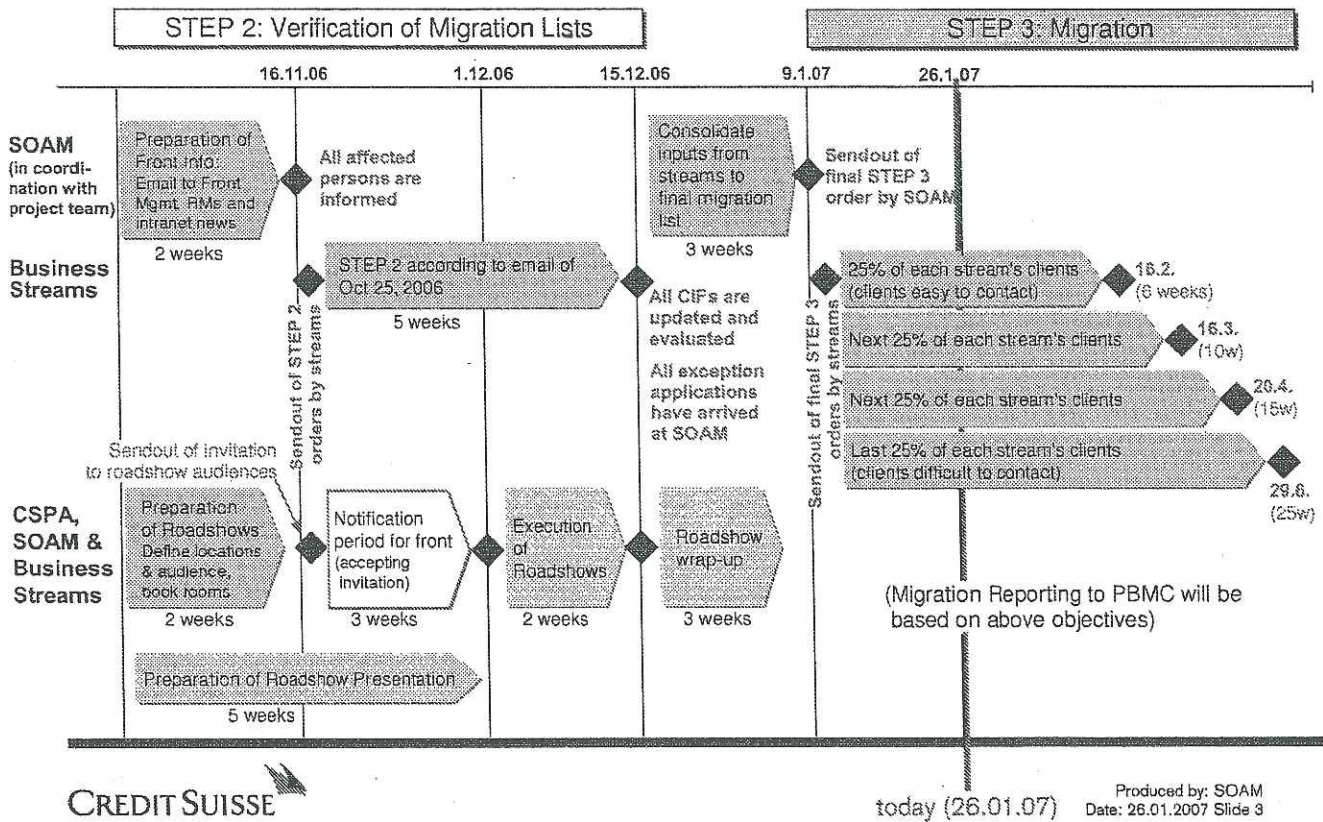 STEP 2: Verification of Migration Lists
STEP 3: Migration
16.11.06
1.12.06
15.12.06
9.1.07
26.1.07
SOAM
(in coordi-
nation with
project team)
Preparation of
Front Info:
Email to Front
Mgmt, RMs and
intranet news
2 weeks
All affected
persons are
informed
Consolidate
inputs from
streams to
final migration
list
3 weeks
Sendout of
final STEP 3
order by SOAM
Business
Streams
Sendout of STEP 2
orders by streams
STEP 2 according to email of
Oct 25, 2006
5 weeks
All CIFs are
updated and
evaluated
All exception
applications
have arrived
at SOAM
Sendout of final STEP 3
orders by streams
25% of each stream's clients
(clients easy to contact)
16.2.
(6 weeks)
Next 25% of each stream's clients
16.3.
(10w)
Next 25% of each stream's clients
20.4.
(15w)
Last 25% of each stream's clients
(clients difficult to contact)
29.6.
(25w)
Sendout of invitation
to roadshow audiences
CSPA,
SOAM &
Business
Streams
Preparation
of Roadshows
Define locations
& audience,
book rooms
2 weeks
Notification
period for front
(accepting
invitation)
3 weeks
Execution
of
Roadshows
2 weeks
Roadshow
wrap-up
3 weeks
(Migration Reporting to PBMC will be
based on above objectives)
Preparation of Roadshow Presentation
5 weeks
CREDIT SUISSE
today (26.01.07)
Produced by: SOAM
Date: 26.01.2007 Slide 3